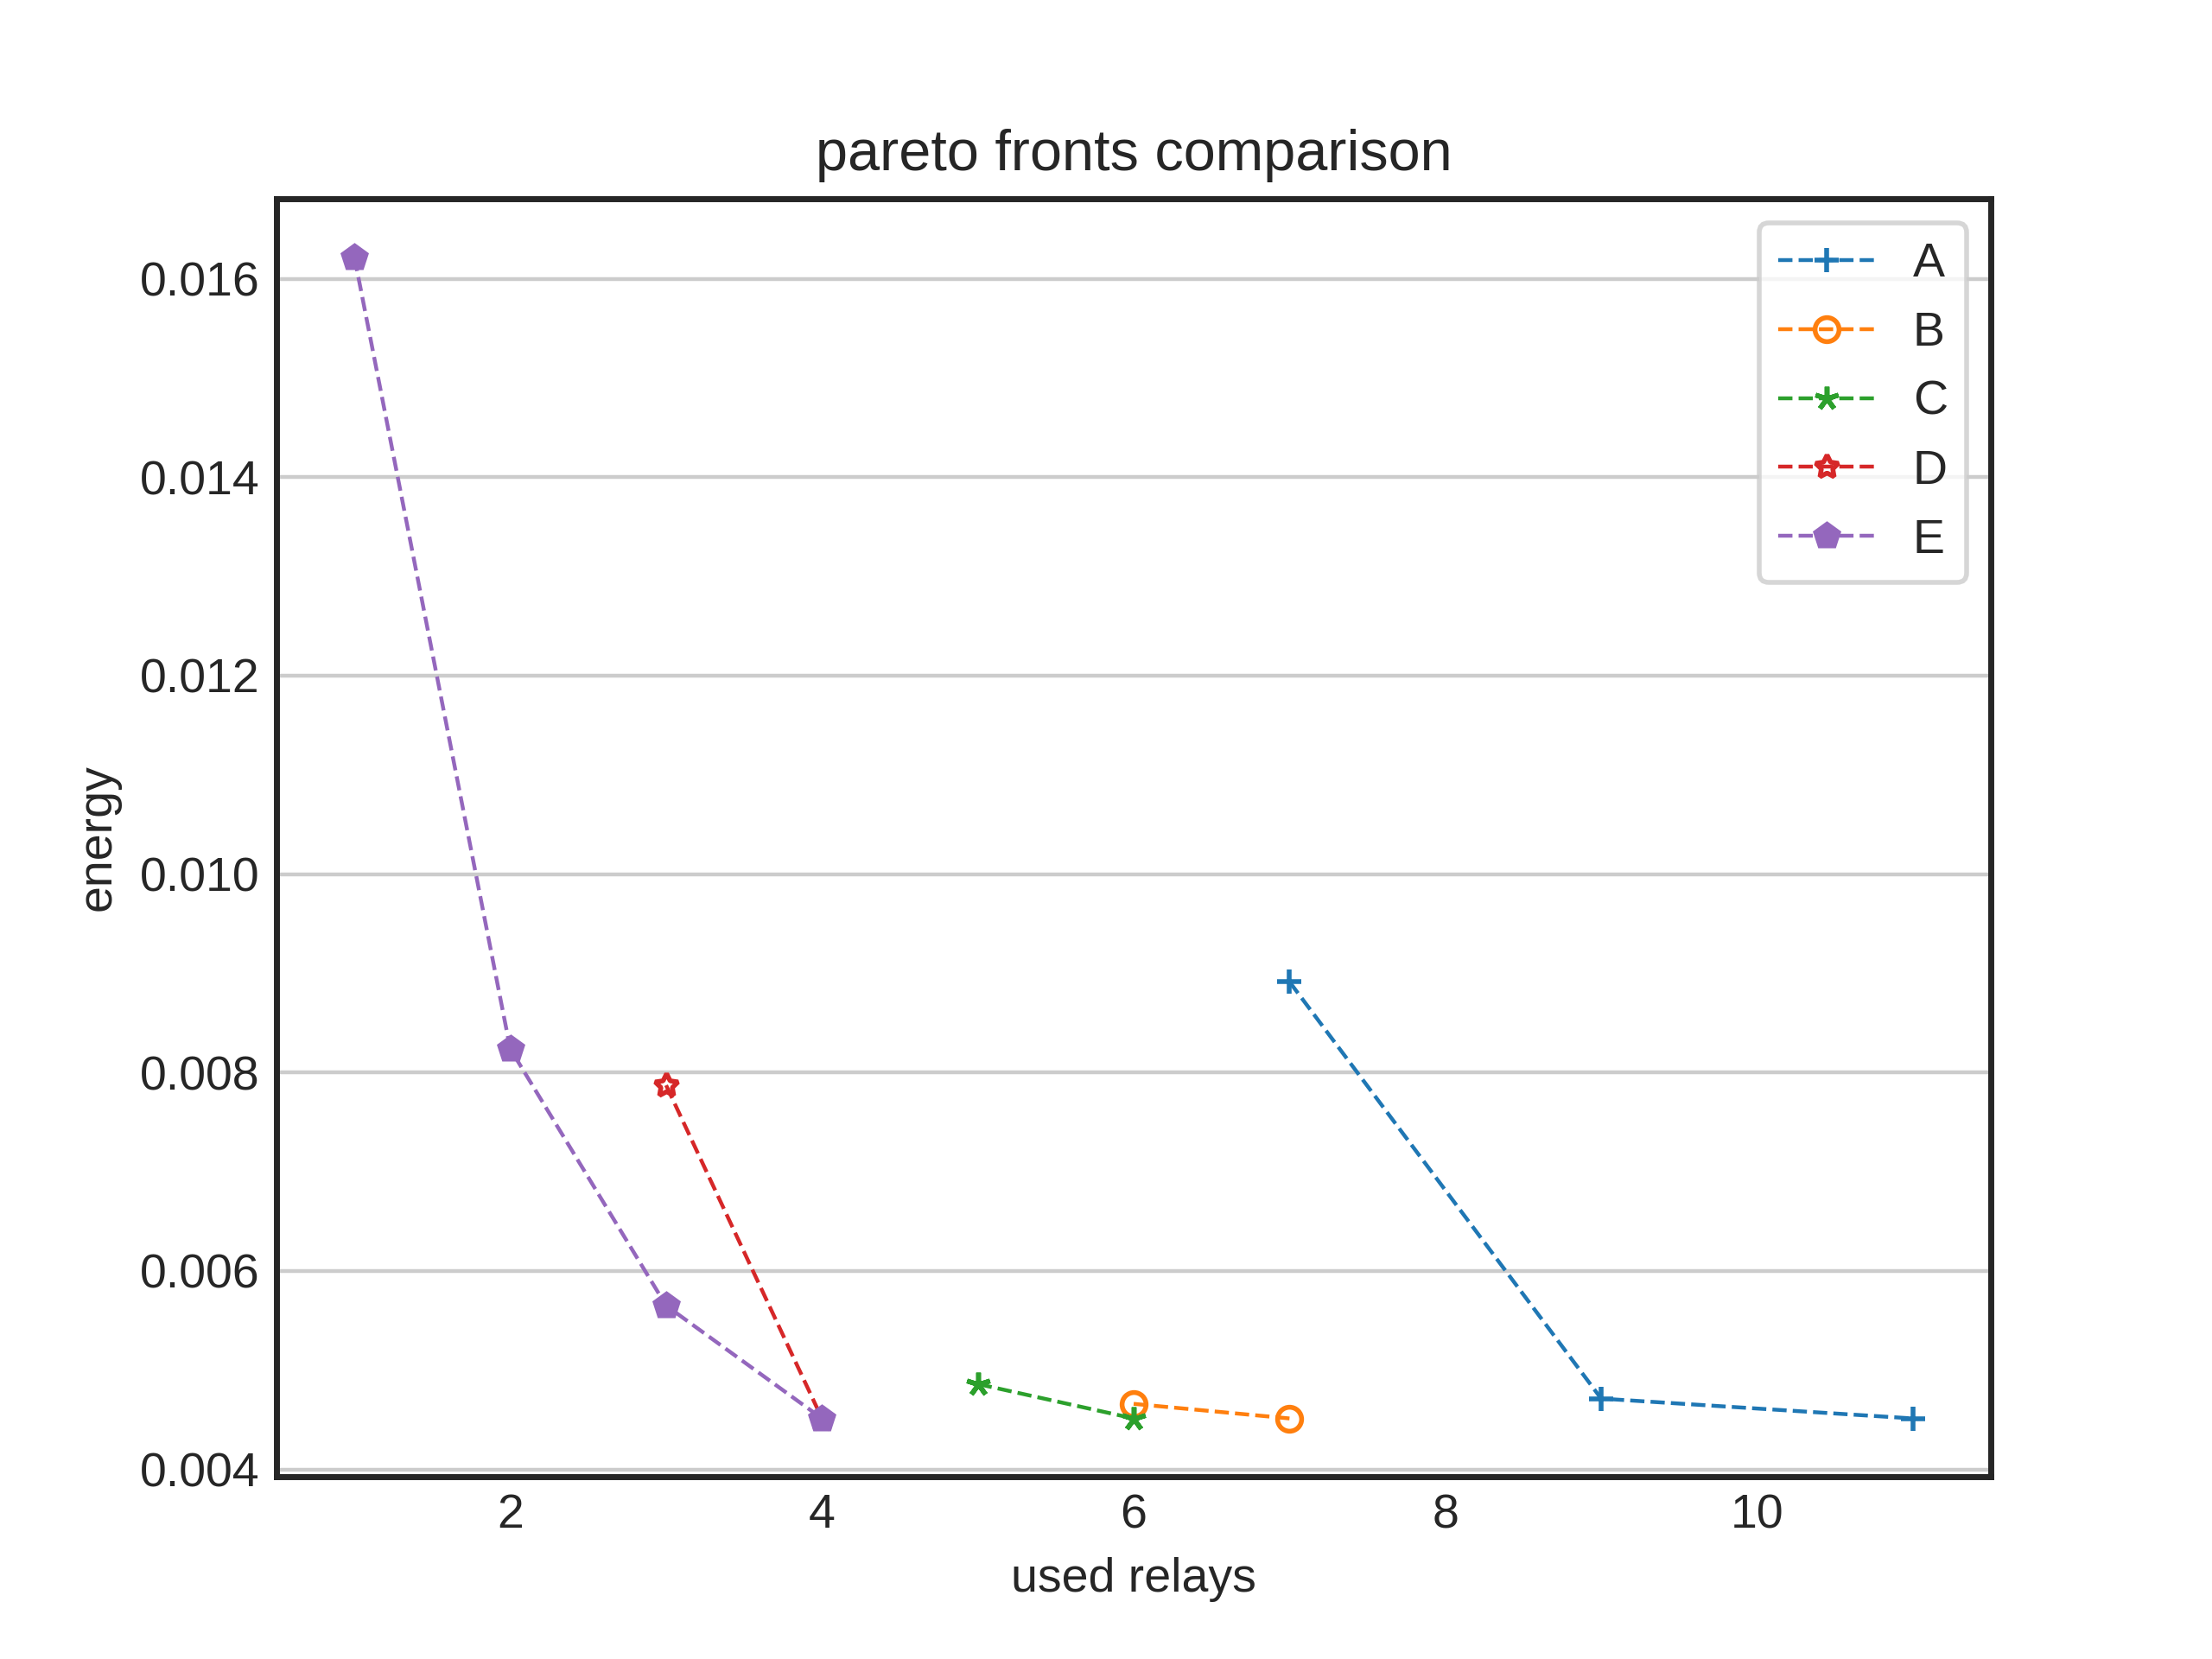 pareto fronts comparison
A
B
C
D
E
0.016
0.014
0.012
0.010
0.008
0.006
0.004
energy
2 4 6 8 10
used relays